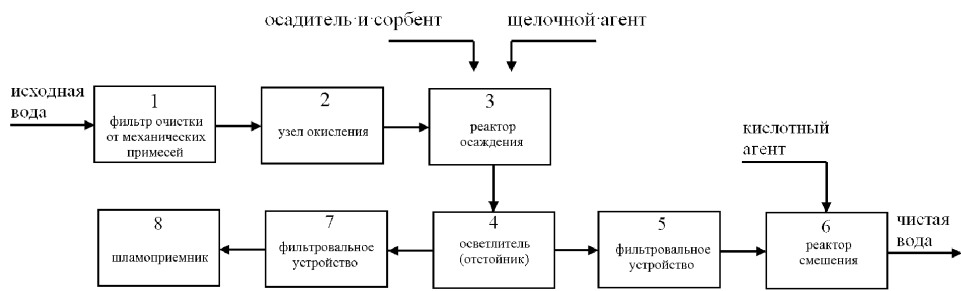 осадитель и сорбент
щелочной агент
исходная
вода
1
фильтр очистки
от механических
примесей
2
узел окисления
3
реактор
осаждения
кислотный
агент
8
шламоприемник
7
фильтровальное
устройство
4
осветлитель
(отстойник)
5
фильтровальное
устройство
6
реактор
смешения
чистая
вода